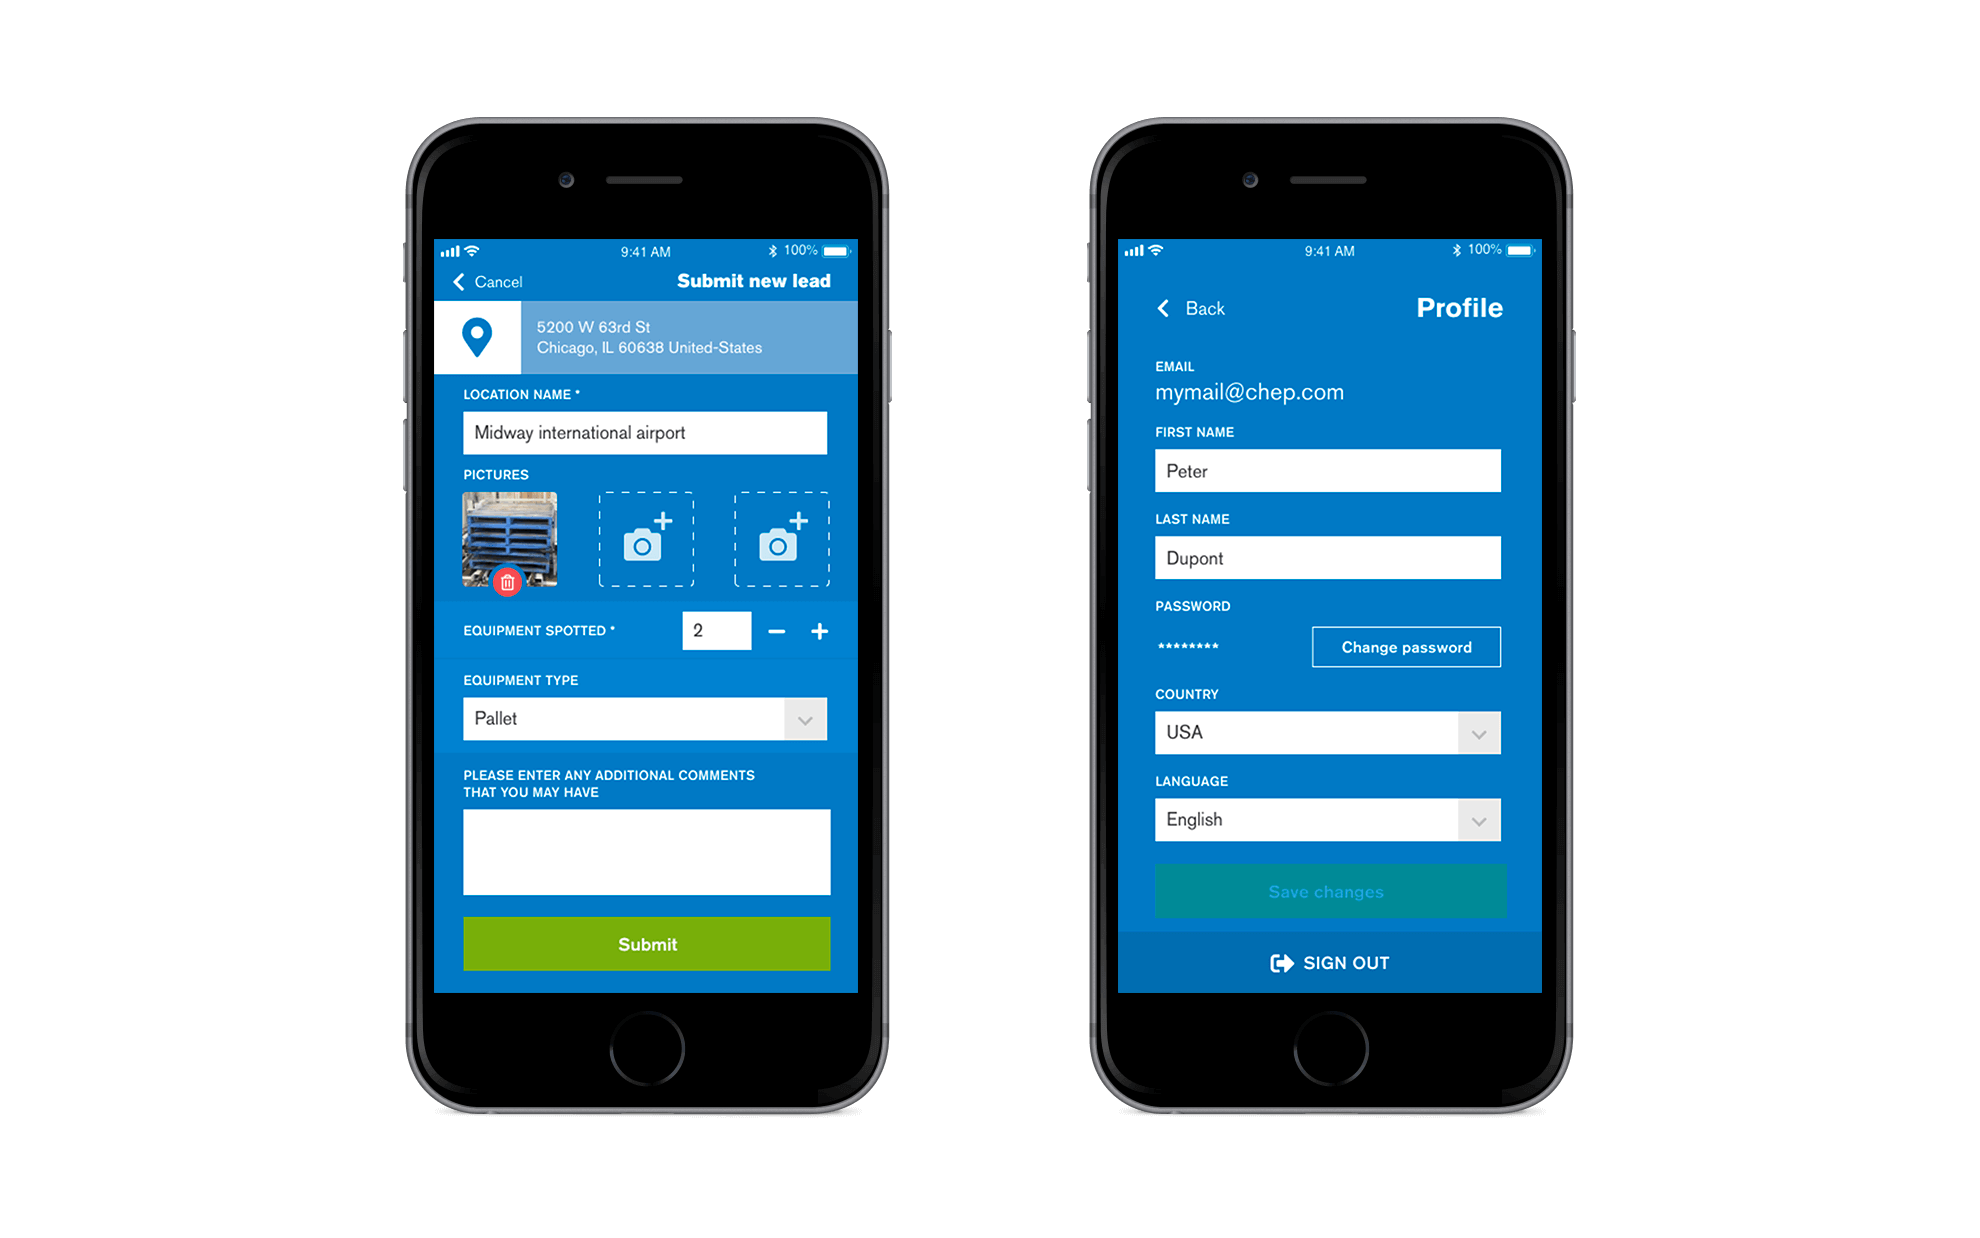 9:41 AM
100%
Cancel
Submit new lead
5200 W 63rd St
Chicago, IL 60638 United-States
LOCATION NAME *
Midway international airport
PICTURES
EQUIPMENT SPOTTED *
2
EQUIPMENT TYPE
Pallet
PLEASE ENTER ANY ADDITIONAL COMMENTS
THAT YOU MAY HAVE
Submit
9:41 AM
100%
Back
Profile
EMAIL
mymail@chep.com
FIRST NAME
Peter
LAST NAME
Dupont
PASSWORD
********
Change password
COUNTRY
USA
LANGUAGE
English
Save changes
SIGN OUT